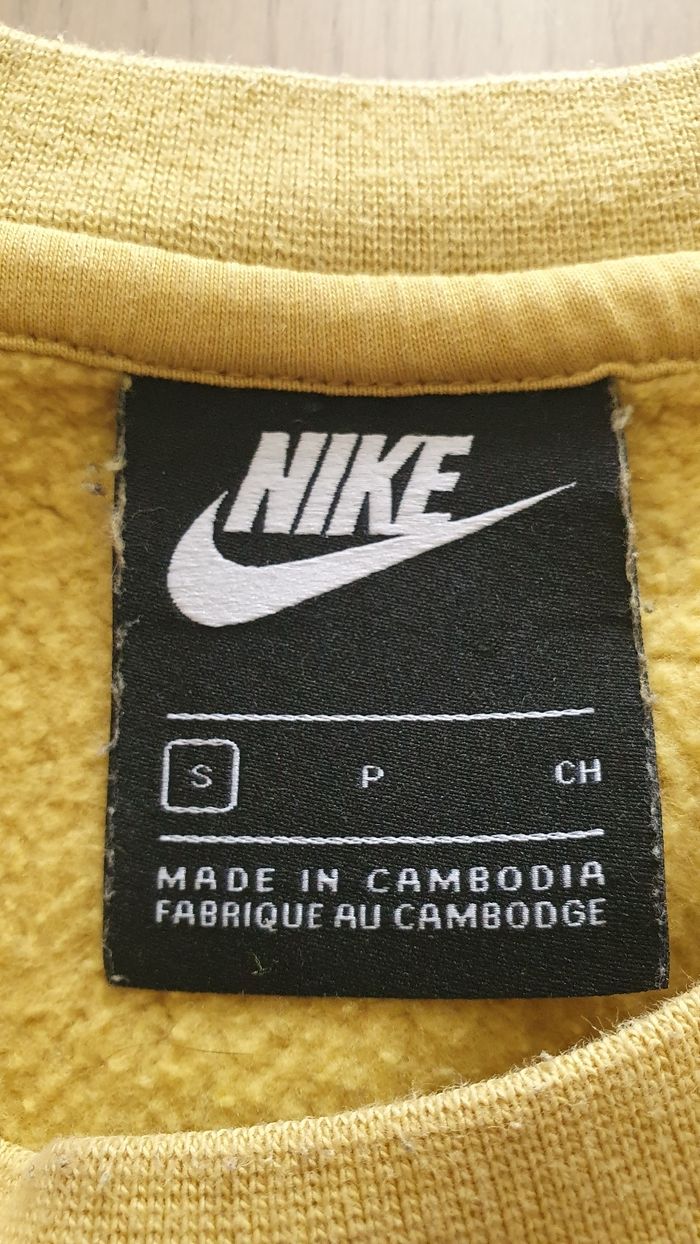 NIKE
S P CH
MADE IN CAMBODIA
FABRIQUE AU CAMBODGE